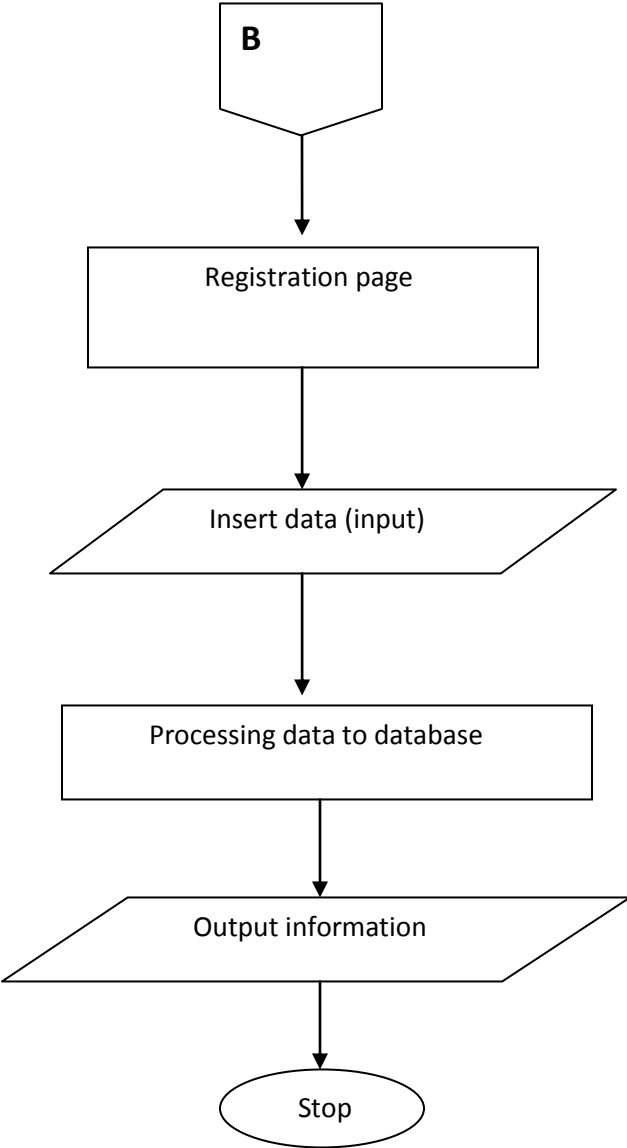 B
Registration page
Insert data (input)
Processing data to database
Output information
Stop